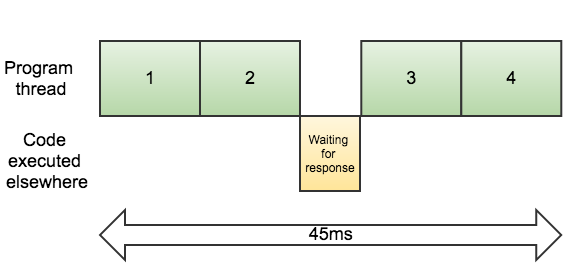 Program
thread
1
2
3
4
Code
executed
elsewhere
Waiting
for
response
45ms